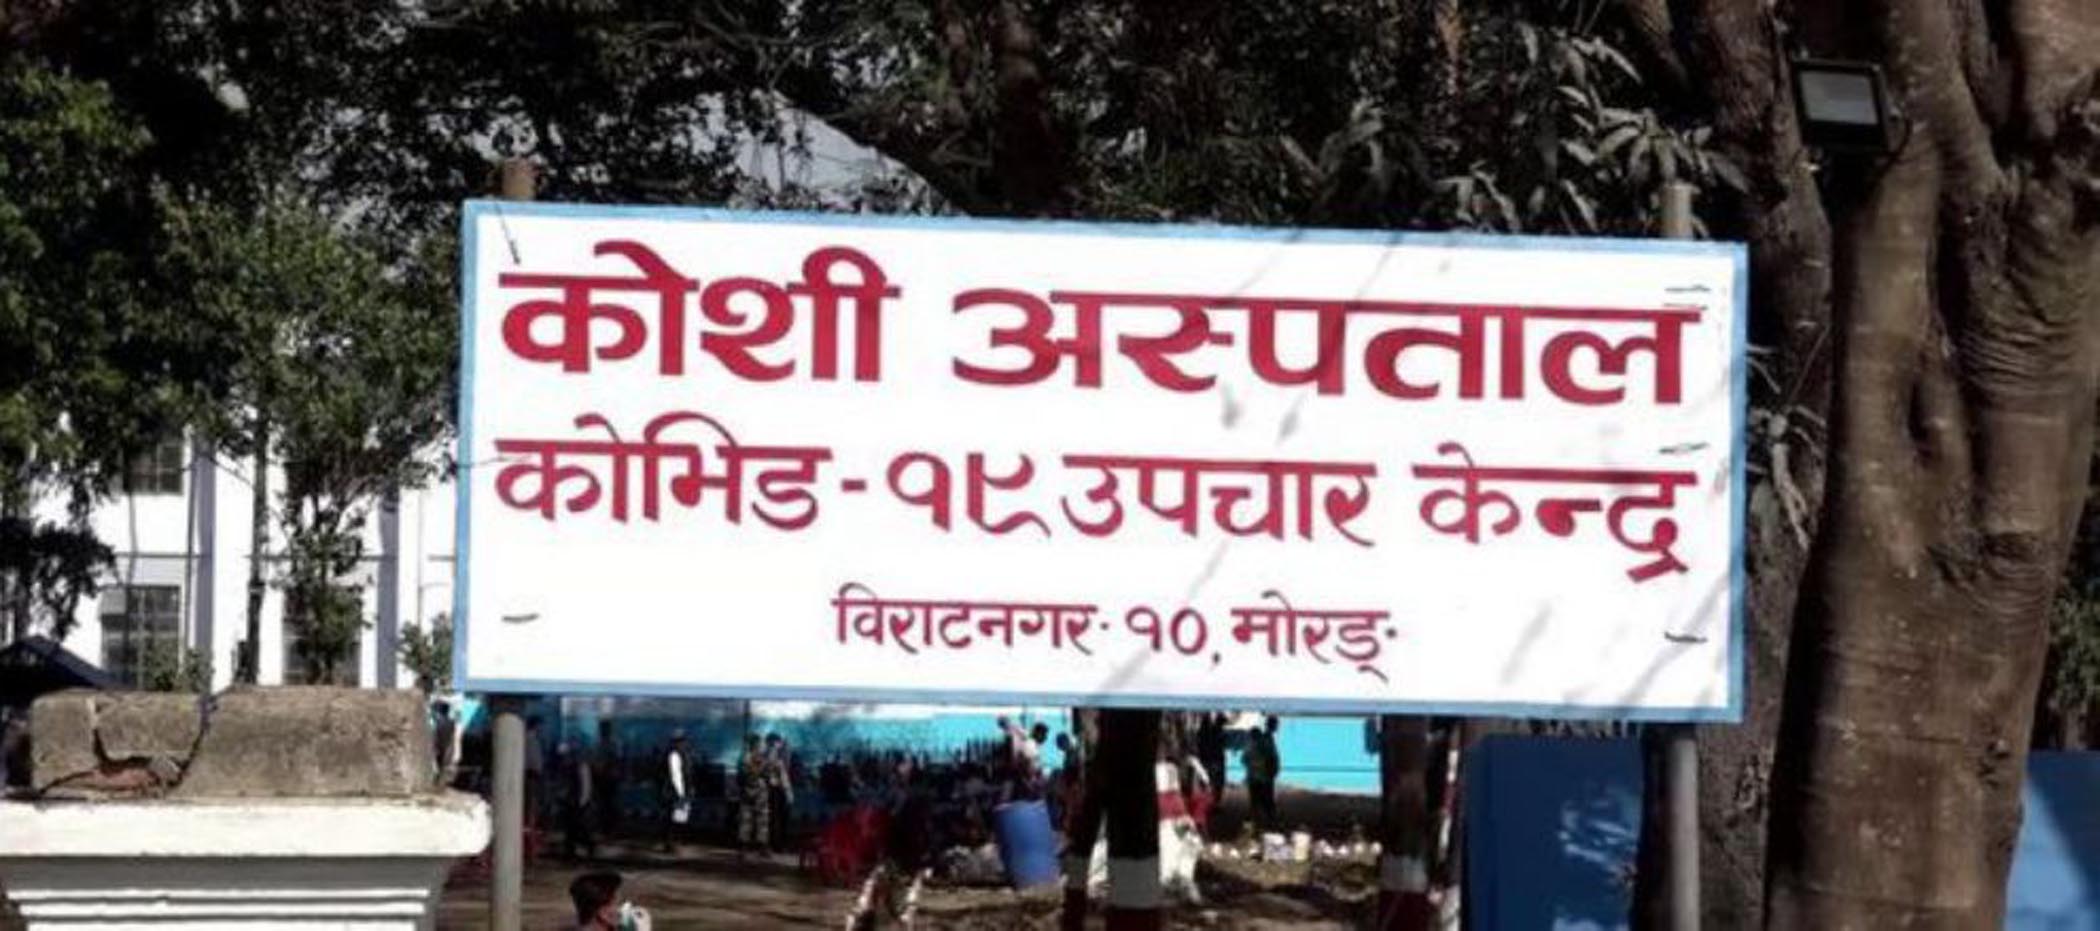 कोशी अस्पताल
कोभिड-१९ उपचार केन्द्र
विराटनगर-१०, मोरङ